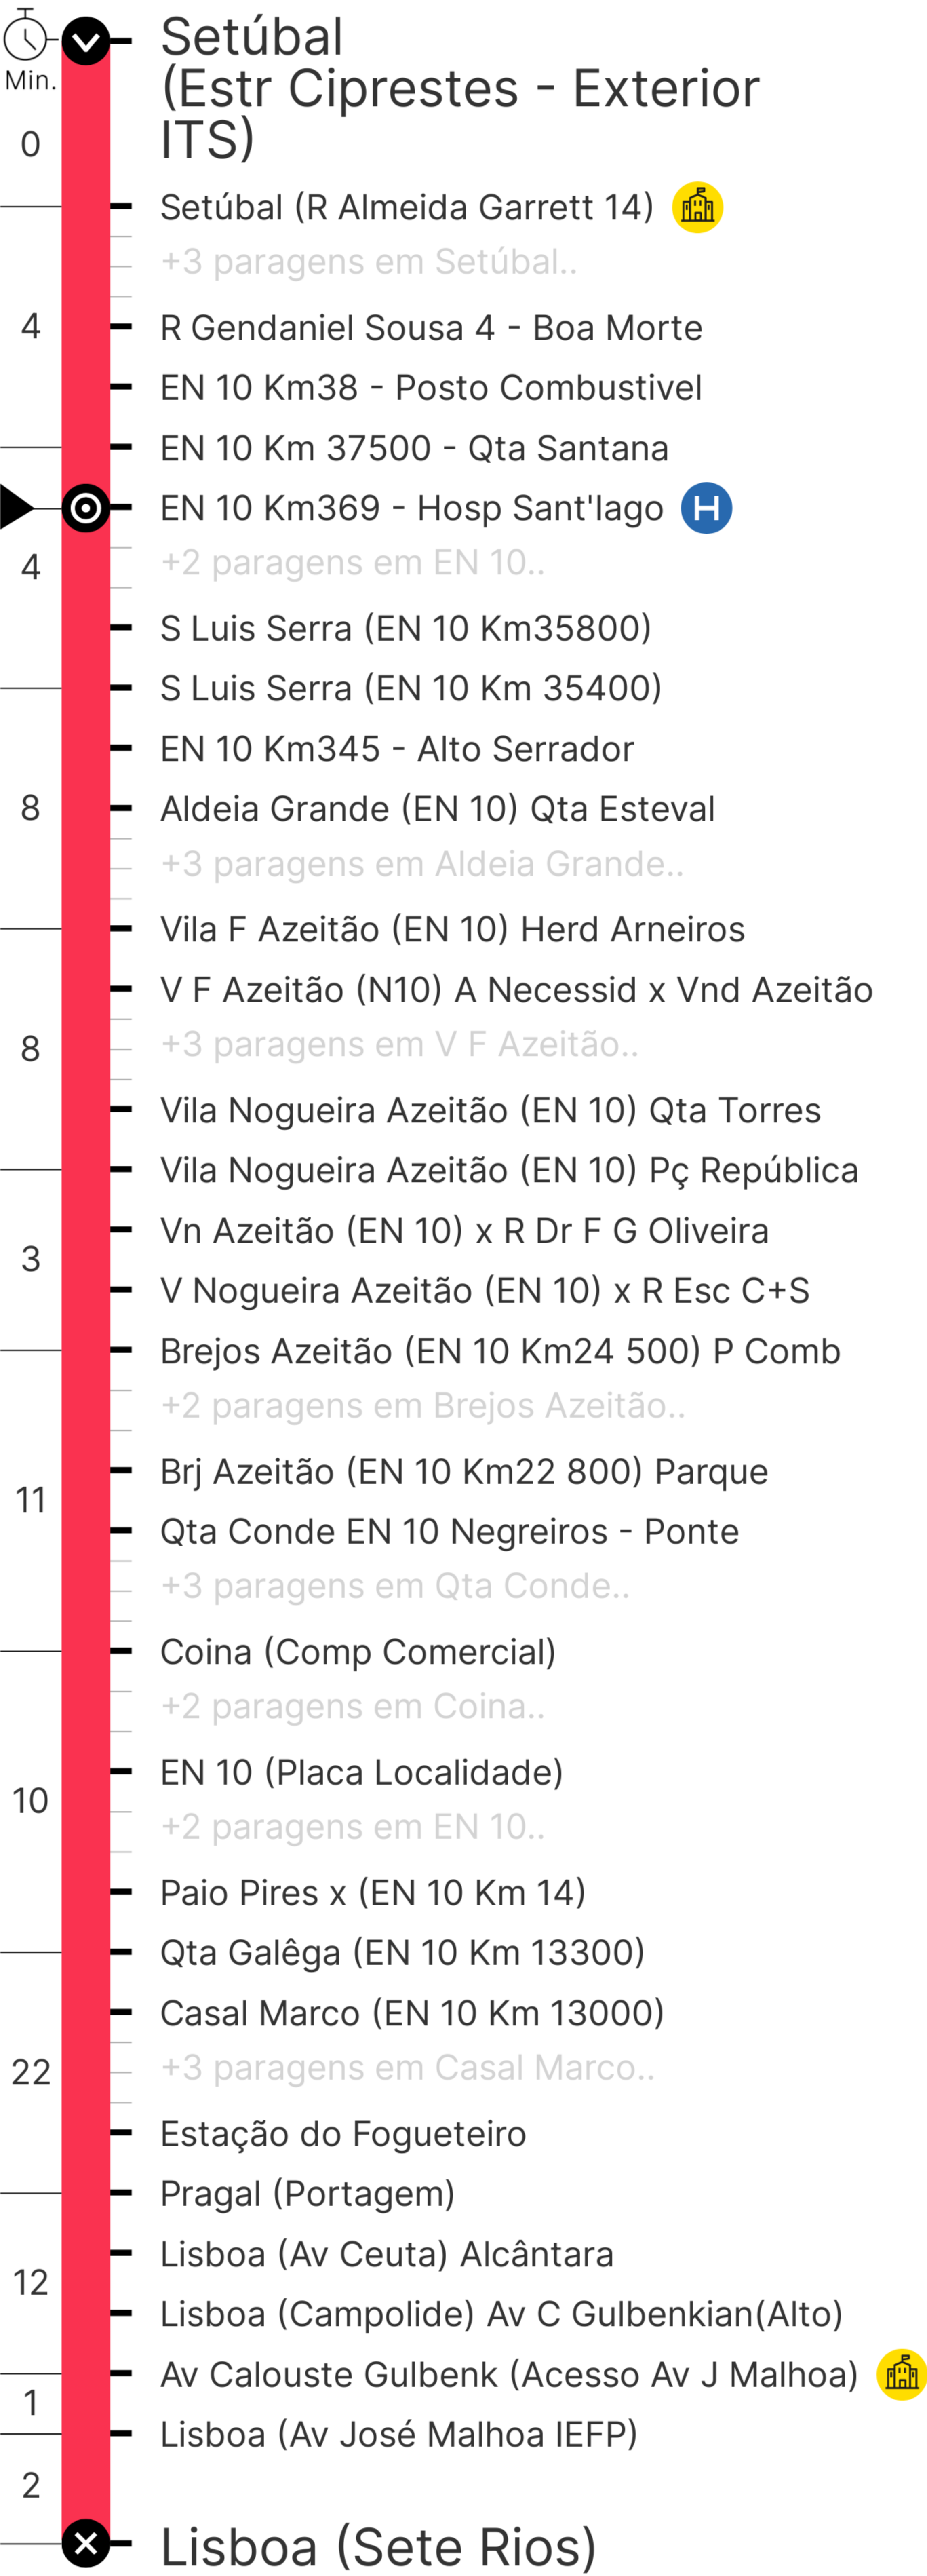 Setúbal
(Estr Ciprestes - Exterior
ITS)
Min.
0
Setúbal (R Almeida Garrett 14)
+3 paragens em Setúbal..
4
R Gendaniel Sousa 4 - Boa Morte
EN 10 Km38 - Posto Combustivel
EN 10 Km 37500 - Qta Santana
EN 10 Km369 - Hosp Sant'Iago H
4
+2 paragens em EN 10..
S Luis Serra (EN 10 Km35800)
S Luis Serra (EN 10 Km 35400)
EN 10 Km345 - Alto Serrador
8
Aldeia Grande (EN 10) Qta Esteval
+3 paragens em Aldeia Grande..
Vila F Azeitão (EN 10) Herd Arneiros
V F Azeitão (N10) A Necessid x Vnd Azeitão
8
+3 paragens em V F Azeitão..
Vila Nogueira Azeitão (EN 10) Qta Torres
Vila Nogueira Azeitão (EN 10) Pç República
Vn Azeitão (EN 10) x R Dr F G Oliveira
3
V Nogueira Azeitão (EN 10) x R Esc C+S
Brejos Azeitão (EN 10 Km24 500) P Comb
+2 paragens em Brejos Azeitão..
Brj Azeitão (EN 10 Km22 800) Parque
11
Qta Conde EN 10 Negreiros - Ponte
+3 paragens em Qta Conde..
Coina (Comp Comercial)
+2 paragens em Coina..
EN 10 (Placa Localidade)
10
+2 paragens em EN 10..
Paio Pires x (EN 10 Km 14)
Qta Galêga (EN 10 Km 13300)
Casal Marco (EN 10 Km 13000)
22
+3 paragens em Casal Marco..
Estação do Fogueteiro
Pragal (Portagem)
Lisboa (Av Ceuta) Alcântara
12
Lisboa (Campolide) Av C Gulbenkian(Alto)
Av Calouste Gulbenk (Acesso Av J Malhoa)
1
Lisboa (Av José Malhoa IEFP)
2
Lisboa (Sete Rios)